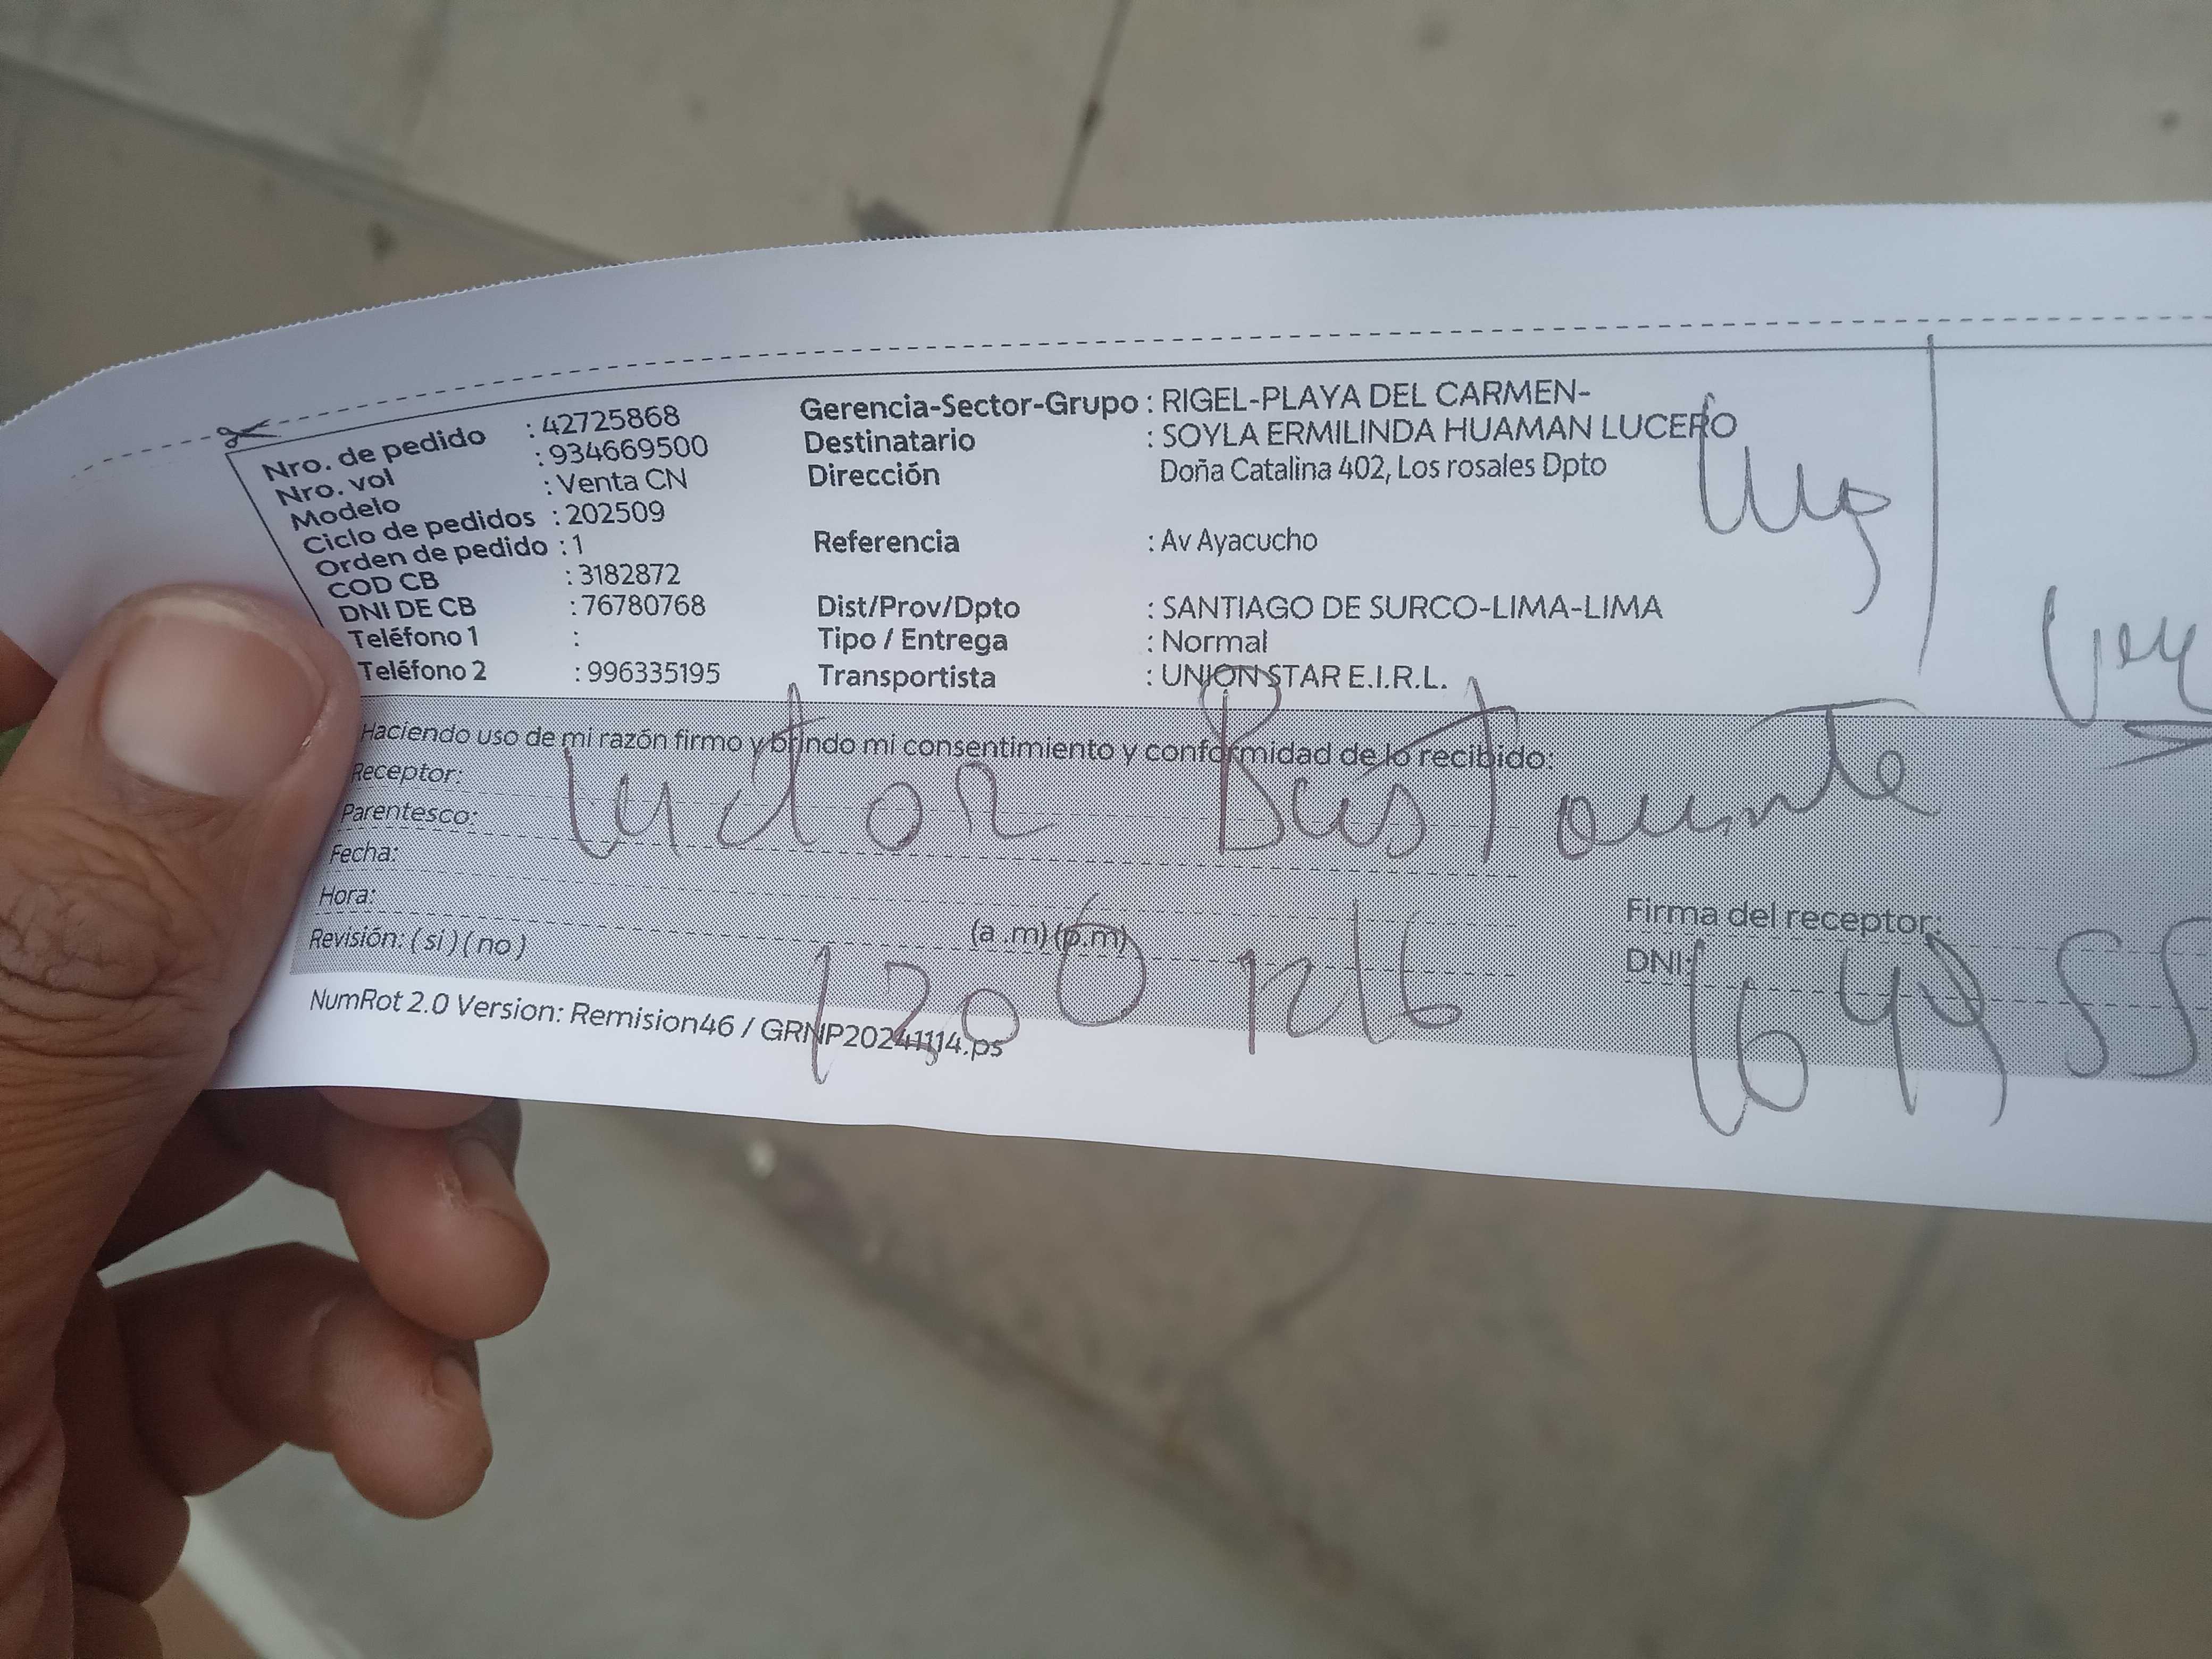 Nro. de pedido : 42725868
Nro. vol : 934669500
Modelo : Venta CN
Ciclo de pedidos : 202509
Orden de pedido : 1
COD CB : 3182872
DNI DE CB : 76780768
Teléfono 1 :
Teléfono 2 : 996335195
Gerencia-Sector-Grupo : RIGEL-PLAYA DEL CARMEN-
Destinatario : SOYLA ERMILINDA HUAMAN LUCERO
Dirección Doña Catalina 402, Los rosales Dpto
Referencia : Av Ayacucho
Dist/Prov/Dpto : SANTIAGO DE SURCO-LIMA-LIMA
Tipo / Entrega : Normal
Transportista : UNION STAR E.I.R.L.
Haciendo uso de mi razón firmo y brindo mi consentimiento y conformidad de lo recibido:
Receptor:
Parentesco:
Bustamante
Fecha:
Hora: (a .m) (p.m)
Revisión: ( si ) ( no )
Firma del receptor:
DNI:
NumRot 2.0 Version: Remision46 / GRNP20241114.ps